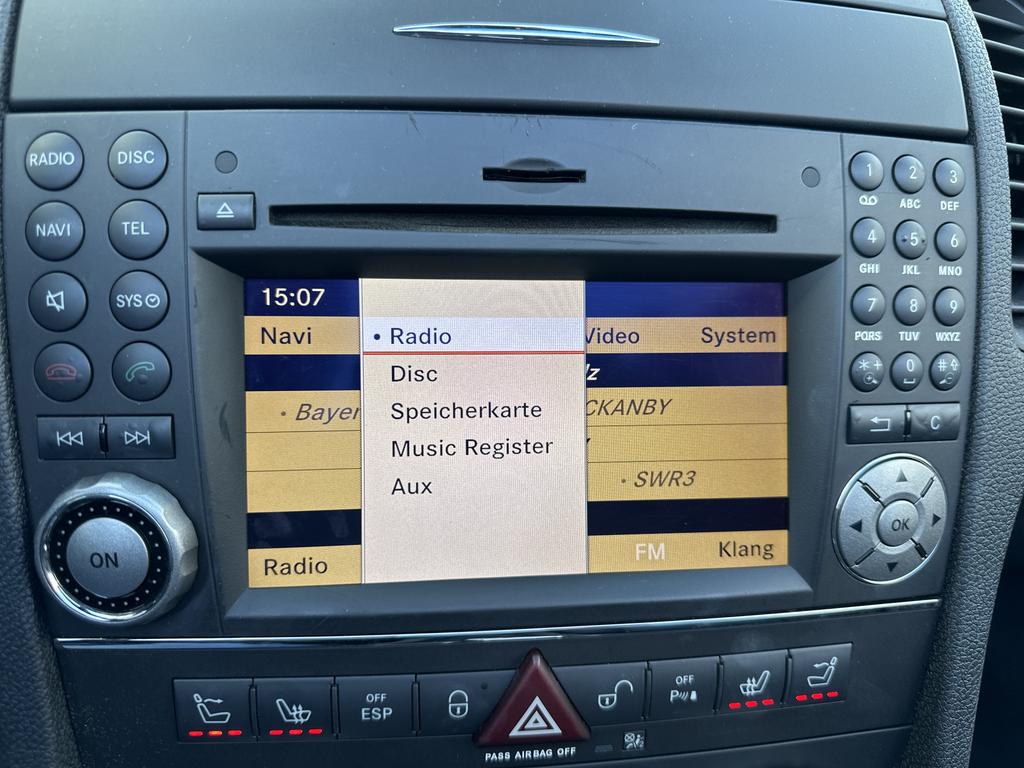 RADIO
DISC
NAVI
TEL
SYS
ON
15:07
Navi
Radio
Video
System
Disc
Bayer
Speicherkarte
CKANBY
Music Register
SWR3
Aux
Radio
FM
Klang
1
2
ABC
3
DEF
4
GHI
5
JKL
6
MNO
7
PQRS
8
TUV
9
WXYZ
* +
0
#
C
OK
OFF
ESP
OFF
P
PASS AIRBAG OFF